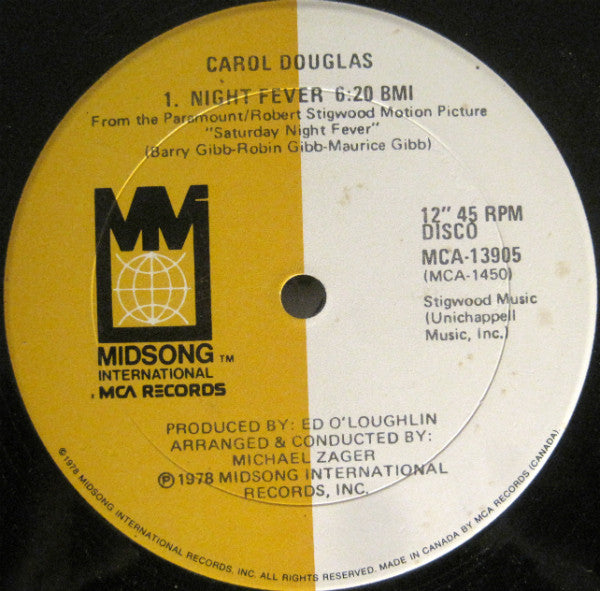 CAROL DOUGLAS
1. NIGHT FEVER 6:20 BMI
From the Paramount/Robert Stigwood Motion Picture
"Saturday Night Fever"
(Barry Gibb-Robin Gibb-Maurice Gibb)
MM
MIDSONG TM
INTERNATIONAL
MCA RECORDS
12" 45 RPM
DISCO
MCA-13905
(MCA-1450)
Stigwood Music
(Unichappell
Music, Inc.)
PRODUCED BY: ED O'LOUGHLIN
ARRANGED & CONDUCTED BY:
MICHAEL ZAGER
℗ 1978 MIDSONG INTERNATIONAL
RECORDS, INC.
© 1978 MIDSONG INTERNATIONAL RECORDS, INC. ALL RIGHTS RESERVED. MADE IN CANADA BY MCA RECORDS (CANADA)